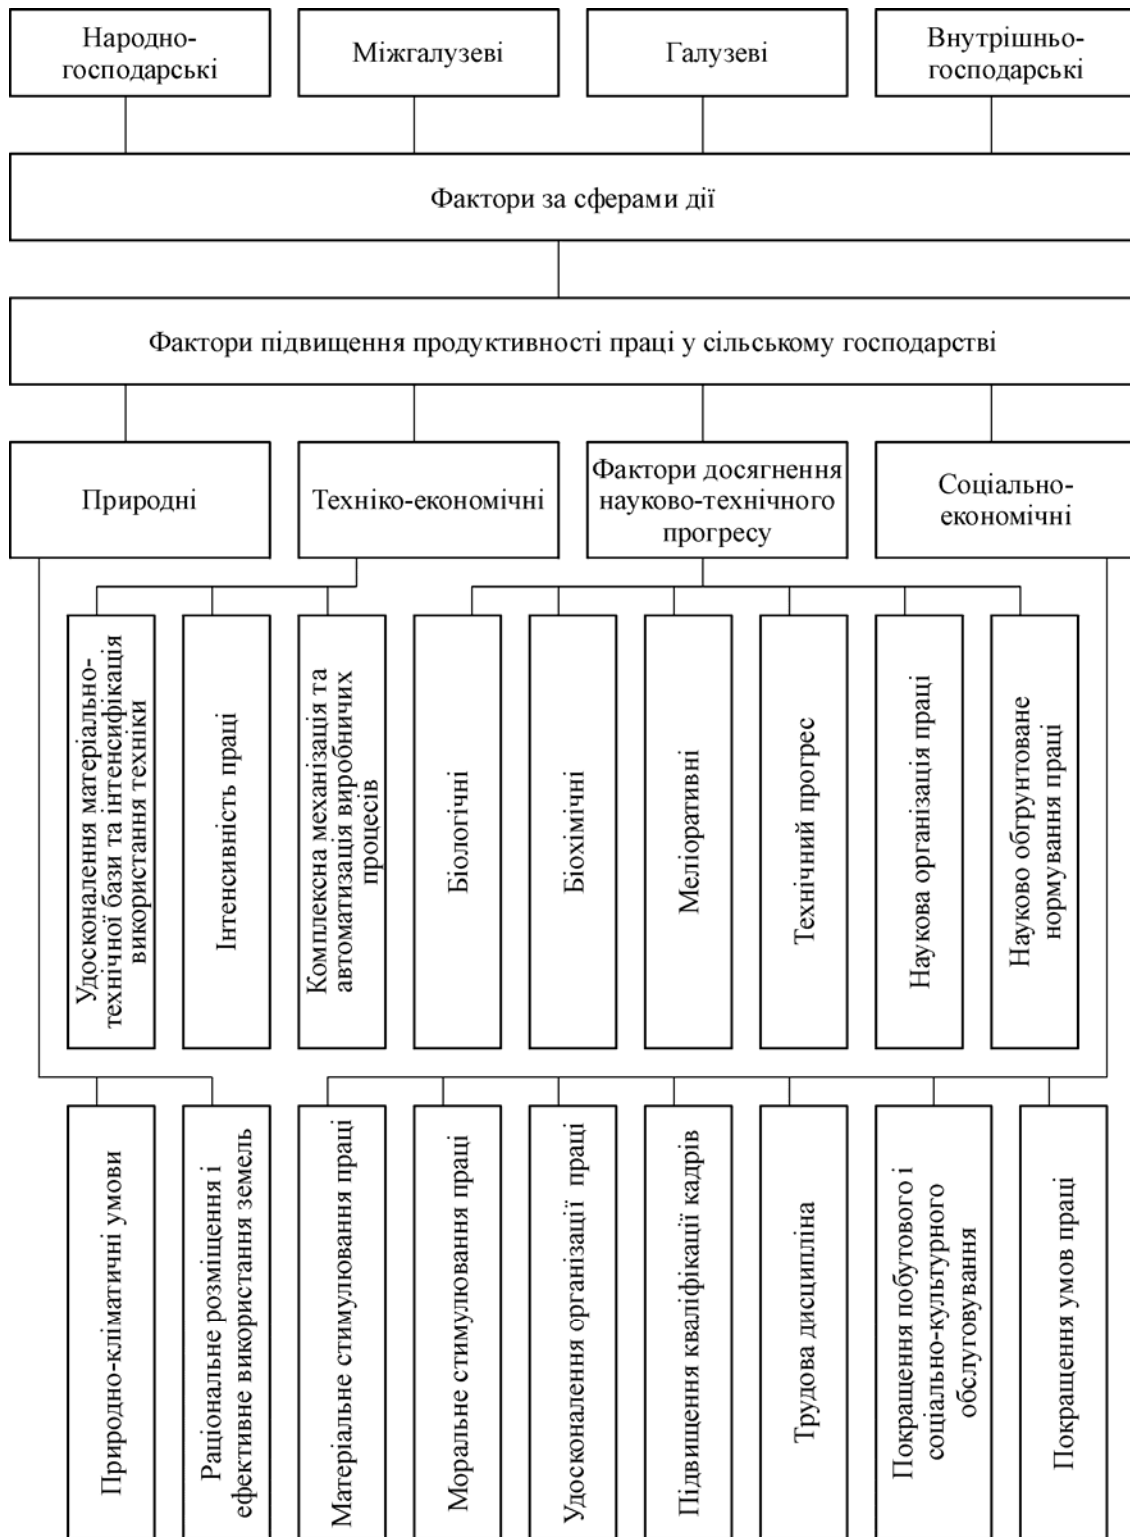 Народно-
господарські
Міжгалузеві
Галузеві
Внутрішньо-
господарські
Фактори за сферами дії
Фактори підвищення продуктивності праці у сільському господарстві
Природні
Техніко-економічні
Фактори досягнення
науково-технічного
прогресу
Соціально-
економічні
Удосконалення матеріально-
технічної бази та інтенсифікація
використання техніки
Інтенсивність праці
Комплексна механізація та
автоматизація виробничих
процесів
Біологічні
Біохімічні
Меліоративні
Технічний прогрес
Наукова організація праці
Науково обгрунтоване
нормування праці
Природно-кліматичні умови
Раціональне розміщення і
ефективне використання земель
Матеріальне стимулювання праці
Моральне стимулювання праці
Удосконалення організації праці
Підвищення кваліфікації кадрів
Трудова дисципліна
Покращення побутового і
соціально-культурного
обслуговування
Покращення умов праці